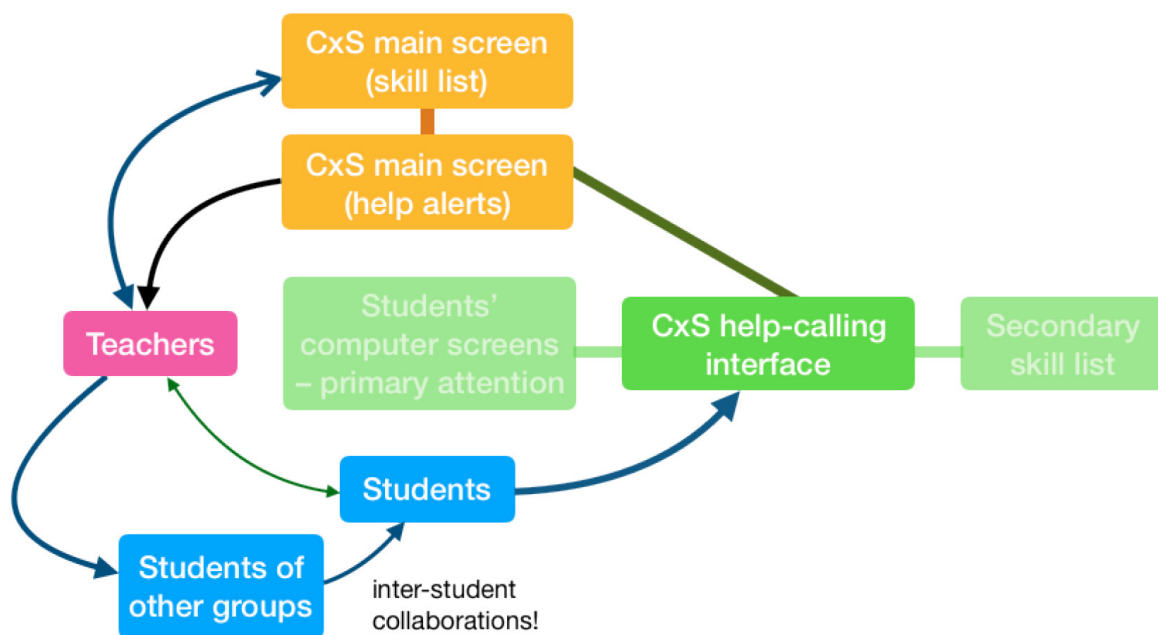 CxS main screen
(skill list)
CxS main screen
(help alerts)
Students’
computer screens
– primary attention
CxS help-calling
interface
Secondary
skill list
Teachers
Students
Students of
other groups
inter-student
collaborations!